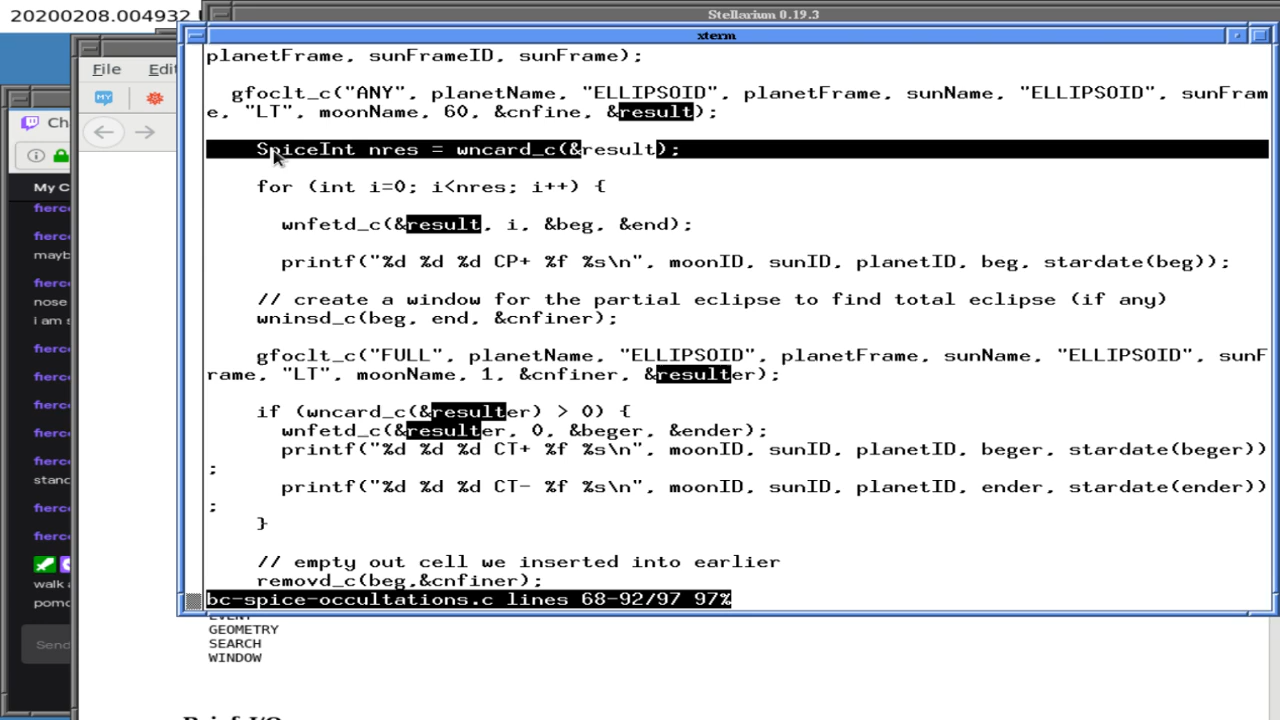 20200208.004932
Stellarium 0.19.3
xterm
File Edit
Ch
My C
fierc
fierc
mayb
fierc
nose
i am s
fierc
fierc
fierc
fierc
fierc
stand
fierc
fierc
walk a
pomo
Send
planetFrame, sunFrameID, sunFrame);
gfoclt_c("ANY", planetName, "ELLIPSOID", planetFrame, sunName, "ELLIPSOID", sunFram
e, "LT", moonName, 60, &cnfine, &result);
SpiceInt nres = wncard_c(&result);
for (int i=0; i<nres; i++) {
wnfetd_c(&result, i, &beg, &end);
printf("%d %d %d CP+ %f %s\n", moonID, sunID, planetID, beg, stardate(beg));
// create a window for the partial eclipse to find total eclipse (if any)
wninsd_c(beg, end, &cnfiner);
gfoclt_c("FULL", planetName, "ELLIPSOID", planetFrame, sunName, "ELLIPSOID", sunF
rame, "LT", moonName, 1, &cnfiner, &resulter);
if (wncard_c(&resulter) > 0) {
wnfetd_c(&resulter, 0, &beger, &ender);
printf("%d %d %d CT+ %f %s\n", moonID, sunID, planetID, beger, stardate(beger))
;
printf("%d %d %d CT- %f %s\n", moonID, sunID, planetID, ender, stardate(ender))
;
}
// empty out cell we inserted into earlier
removd_c(beg,&cnfiner);
bc-spice-occultations.c lines 68-92/97 97%
EVENT
GEOMETRY
SEARCH
WINDOW
Brief I/O